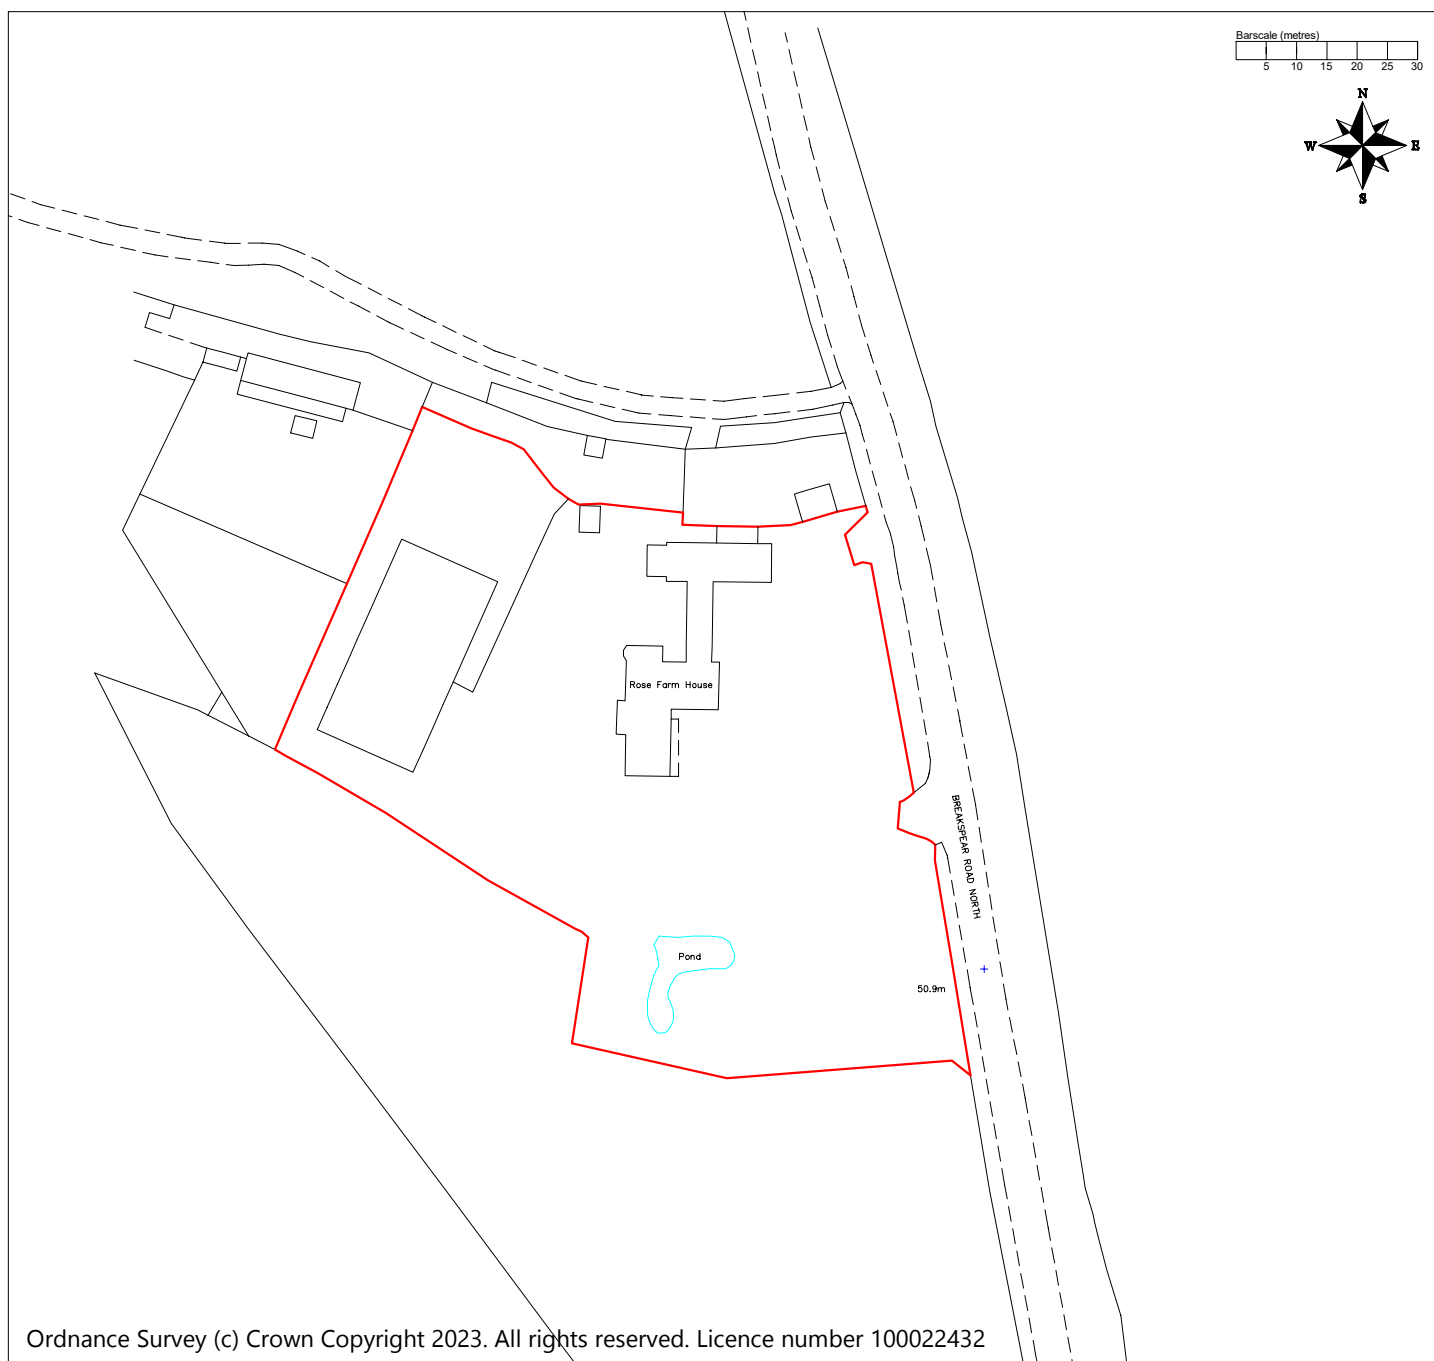 Barscale (metres)
5 10 15 20 25 30
N
W E
S
Rose Farm House
BREAKSPEAR ROAD NORTH
Pond
50.9m
Ordnance Survey (c) Crown Copyright 2023. All rights reserved. Licence number 100022432